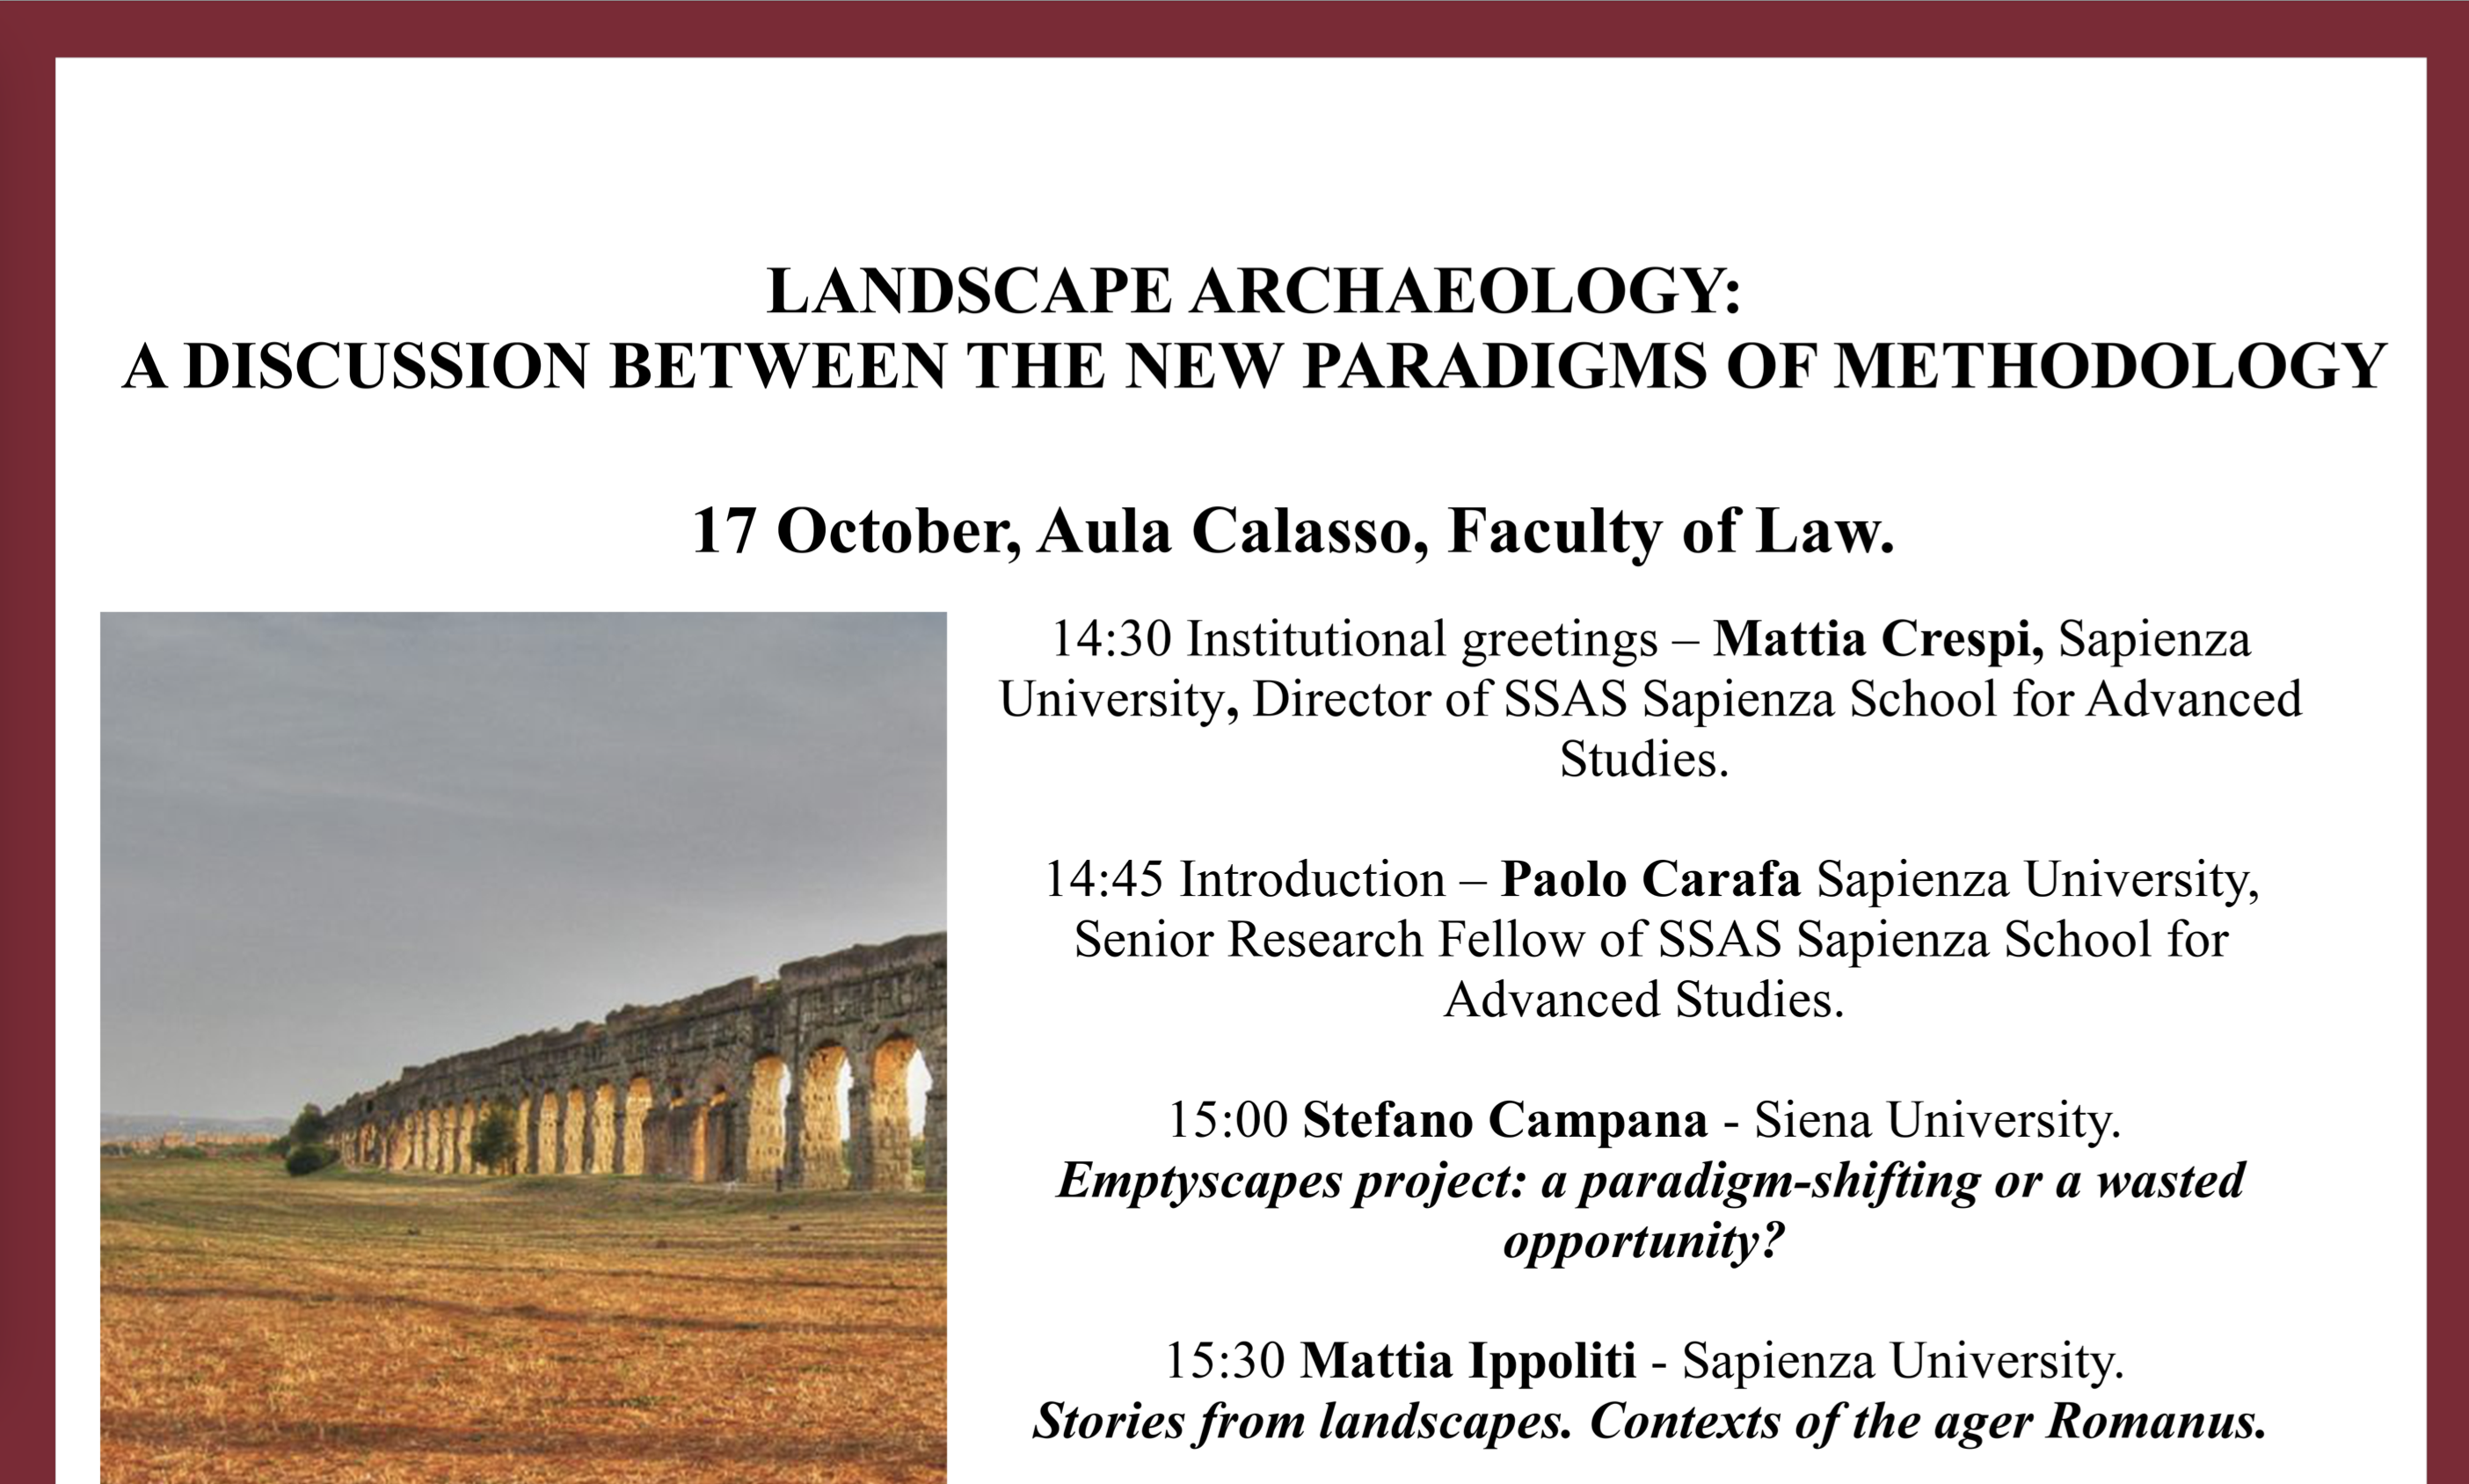 LANDSCAPE ARCHAEOLOGY:
A DISCUSSION BETWEEN THE NEW PARADIGMS OF METHODOLOGY
17 October, Aula Calasso, Faculty of Law.
14:30 Institutional greetings – Mattia Crespi, Sapienza
University, Director of SSAS Sapienza School for Advanced
Studies.
14:45 Introduction – Paolo Carafa Sapienza University,
Senior Research Fellow of SSAS Sapienza School for
Advanced Studies.
15:00 Stefano Campana - Siena University.
Emptyscapes project: a paradigm-shifting or a wasted
opportunity?
15:30 Mattia Ippoliti - Sapienza University.
Stories from landscapes. Contexts of the ager Romanus.